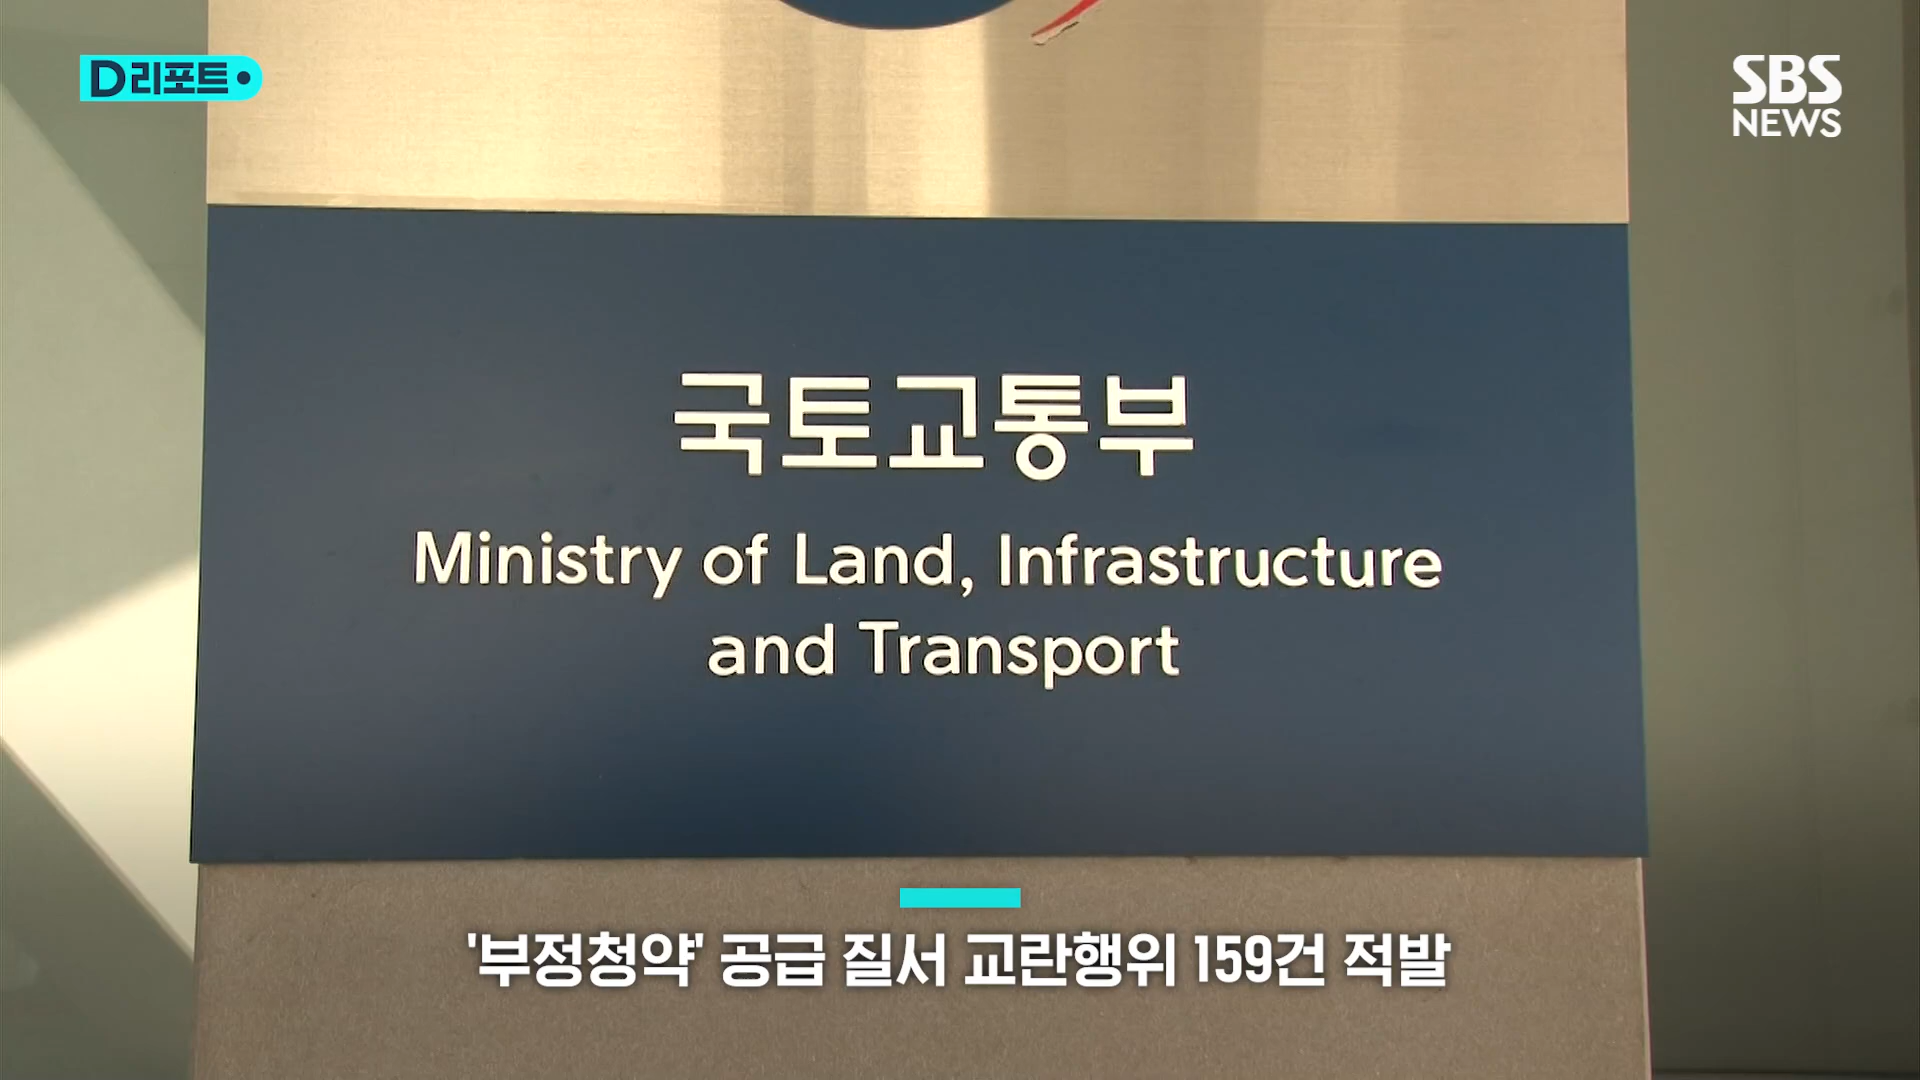 D리포트
SBS
NEWS
국토교통부
Ministry of Land, Infrastructure
and Transport
'부정청약' 공급 질서 교란행위 159건 적발